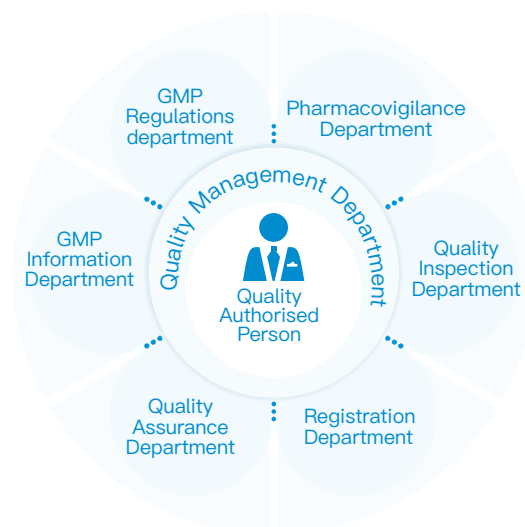 GMP
Regulations
department
Pharmacovigilance
Department
Quality Management Department
GMP
Information
Department
Quality
Authorised
Person
Quality
Inspection
Department
Quality
Assurance
Department
Registration
Department